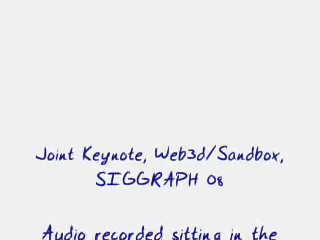 Joint Keynote, Web3d/Sandbox,
SIGGRAPH 08
Audio recorded sitting in the